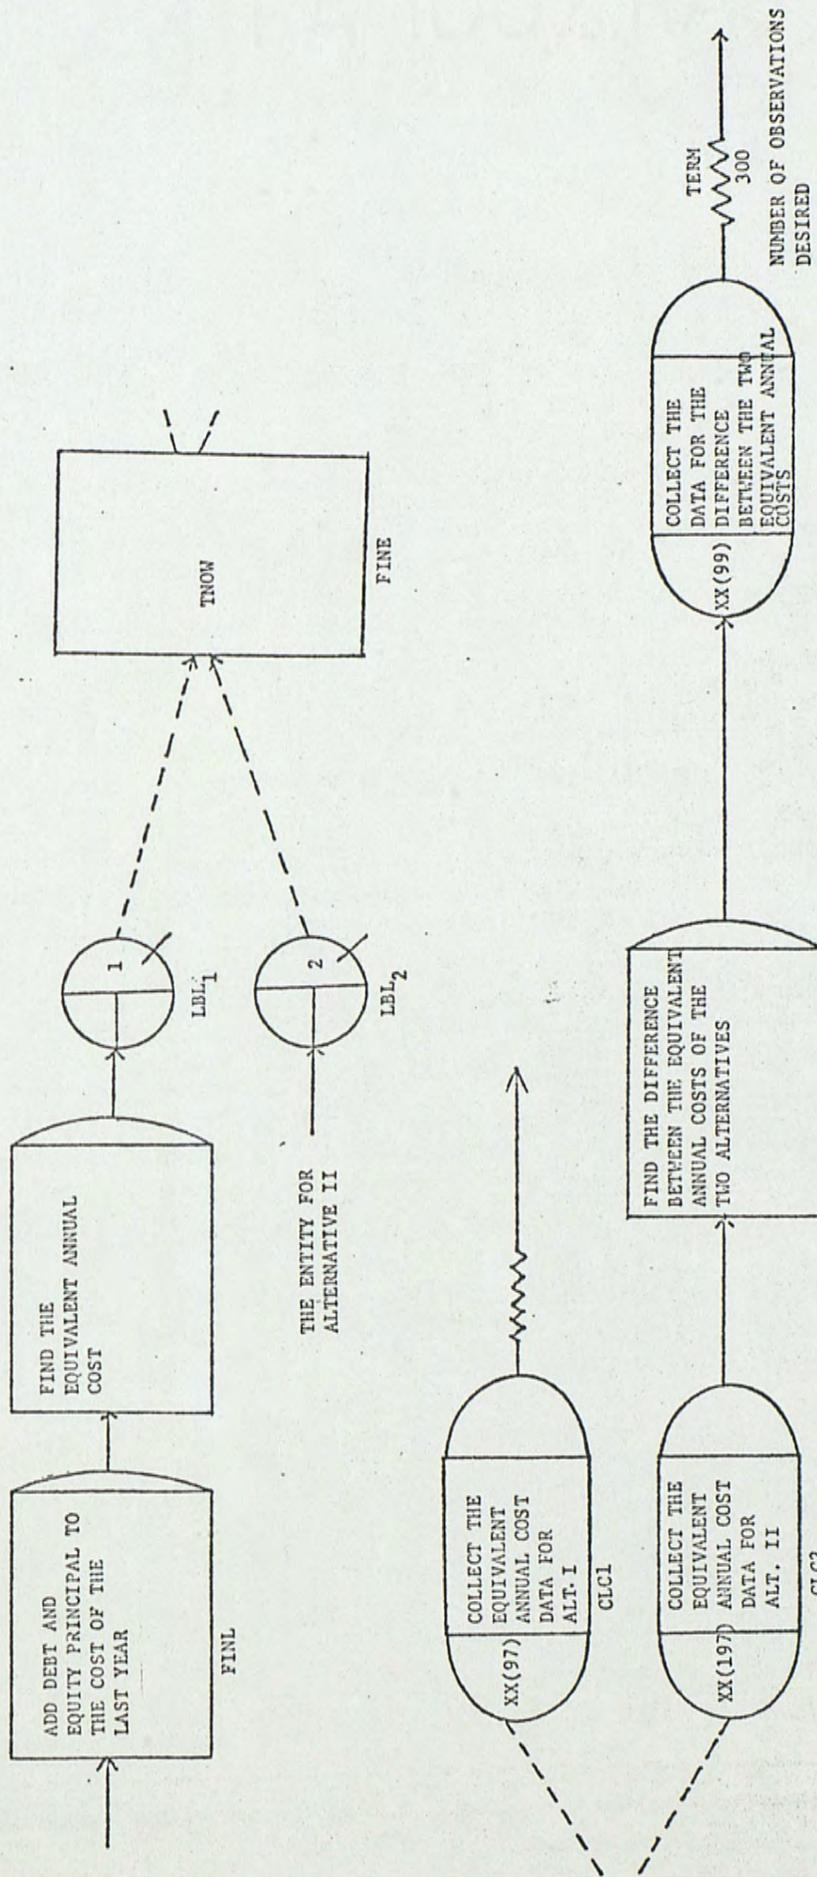 ADD DEBT AND
EQUITY PRINCIPAL TO
THE COST OF THE
LAST YEAR
FINL
FIND THE
EQUIVALENT ANNUAL
COST
1
LBL1
THE ENTITY FOR
ALTERNATIVE II
2
LBL2
TNOW
FINE
XX(97)
COLLECT THE
EQUIVALENT
ANNUAL COST
DATA FOR
ALT. I
CLC1
XX(197)
COLLECT THE
EQUIVALENT
ANNUAL COST
DATA FOR
ALT. II
FIND THE DIFFERENCE
BETWEEN THE EQUIVALENT
ANNUAL COSTS OF THE
TWO ALTERNATIVES
XX(99)
COLLECT THE
DATA FOR THE
DIFFERENCE
BETWEEN THE TWO
EQUIVALENT ANNUAL
COSTS
TERM
300
NUMBER OF OBSERVATIONS
DESIRED